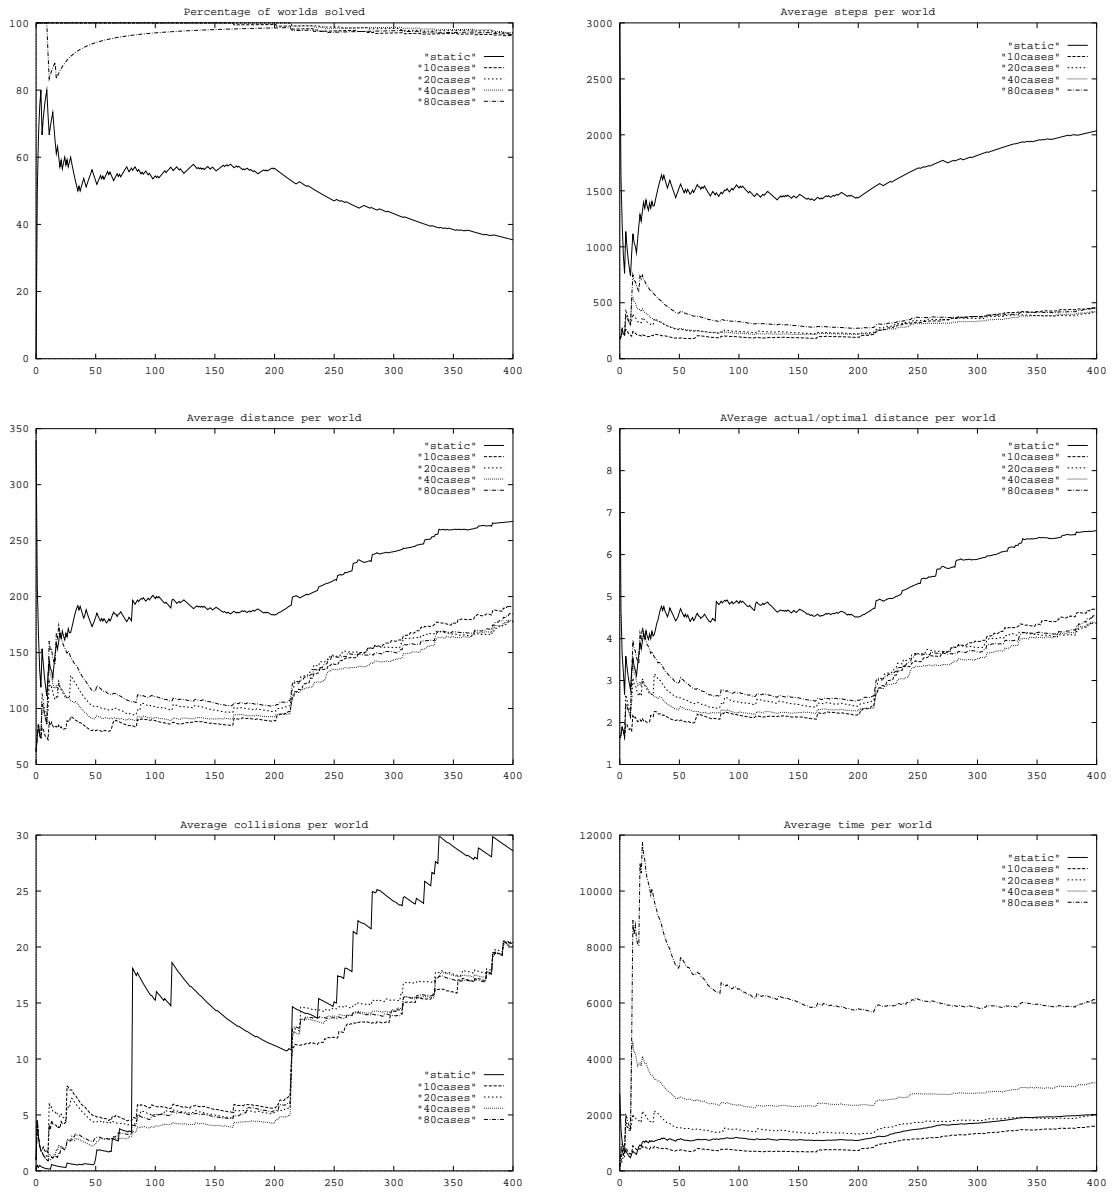 Percentage of worlds solved
100
80
60
40
20
0
"static"
"10cases"
"20cases"
"40cases"
"80cases"
0 50 100 150 200 250 300 350 400
Average steps per world
3000
2500
2000
1500
1000
500
0
"static"
"10cases"
"20cases"
"40cases"
"80cases"
0 50 100 150 200 250 300 350 400
Average distance per world
350
300
250
200
150
100
50
"static"
"10cases"
"20cases"
"40cases"
"80cases"
0 50 100 150 200 250 300 350 400
AVerage actual/optimal distance per world
9
8
7
6
5
4
3
2
1
"static"
"10cases"
"20cases"
"40cases"
"80cases"
0 50 100 150 200 250 300 350 400
Average collisions per world
30
25
20
15
10
5
0
"static"
"10cases"
"20cases"
"40cases"
"80cases"
0 50 100 150 200 250 300 350 400
Average time per world
12000
10000
8000
6000
4000
2000
0
"static"
"10cases"
"20cases"
"40cases"
"80cases"
0 50 100 150 200 250 300 350 400